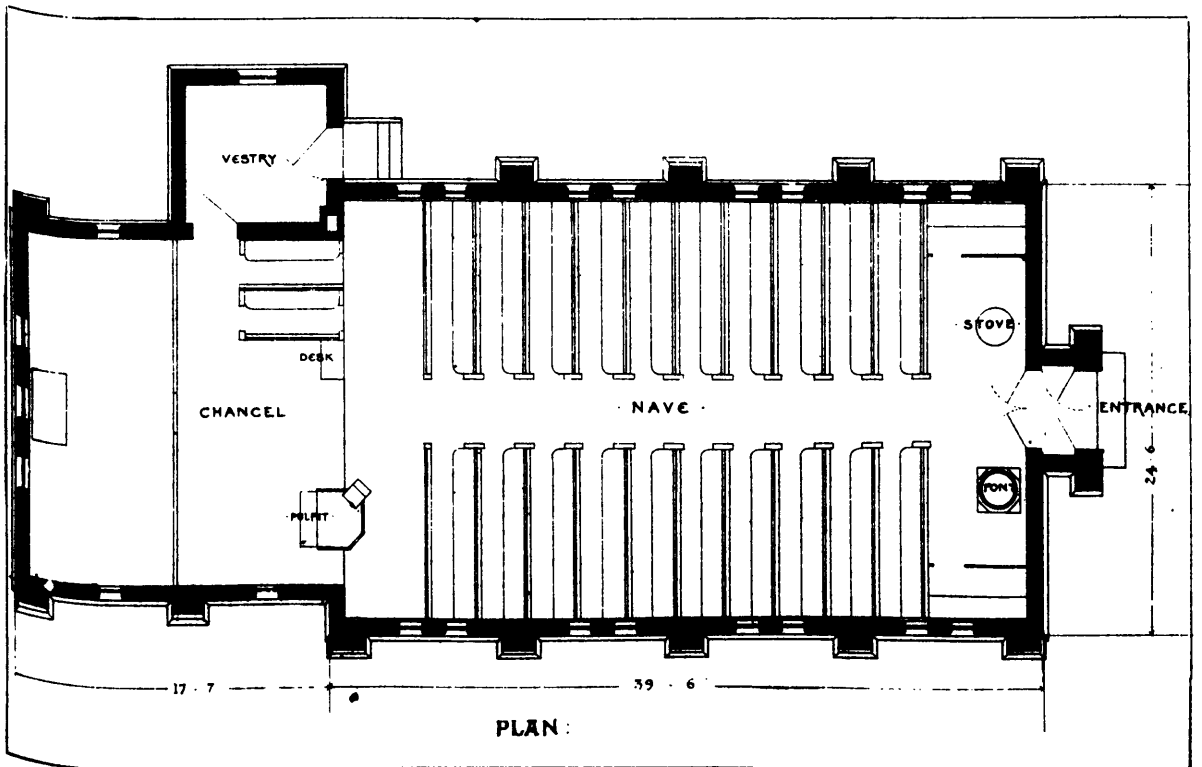 VESTRY
STOVE
DESK
CHANCEL
· NAVE ·
ENTRANCE
24 · 6
FONT
· PULPIT ·
17 · 7
39 · 6
PLAN :